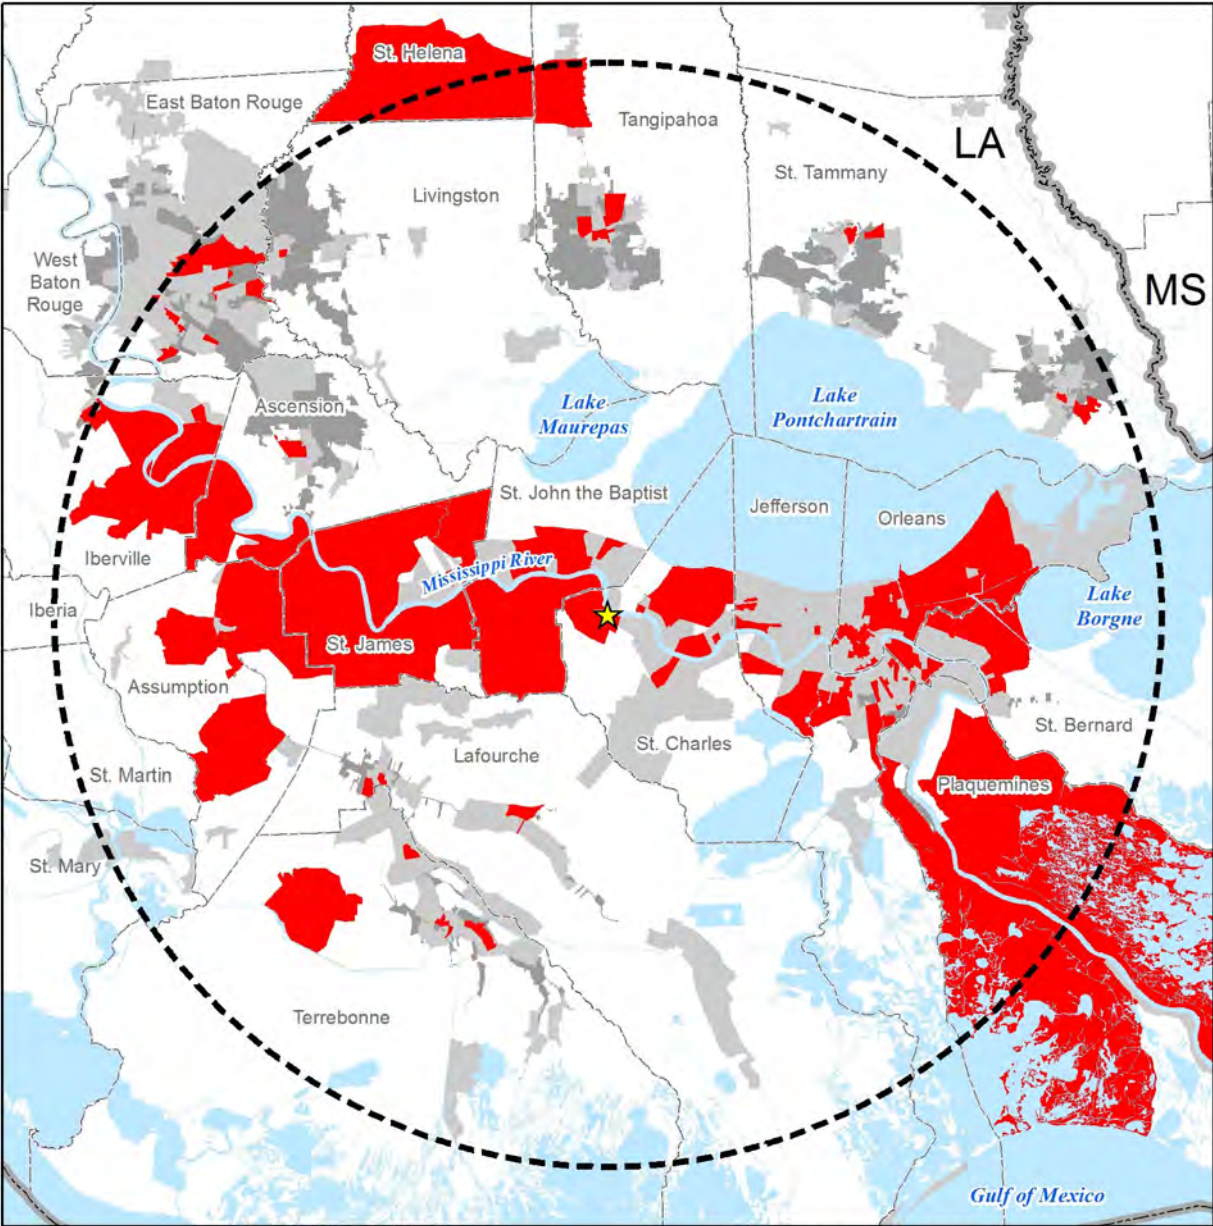 St. Helena
East Baton Rouge
Tangipahoa
LA
St. Tammany
Livingston
West
Baton
Rouge
MS
Ascension
Lake
Maurepas
Lake
Pontchartrain
St. John the Baptist
Jefferson
Orleans
Iberville
Mississippi River
Iberia
Lake
Borgne
St. James
Assumption
St. Bernard
St. Charles
Lafourche
St. Martin
Plaquemines
St. Mary
Terrebonne
Gulf of Mexico